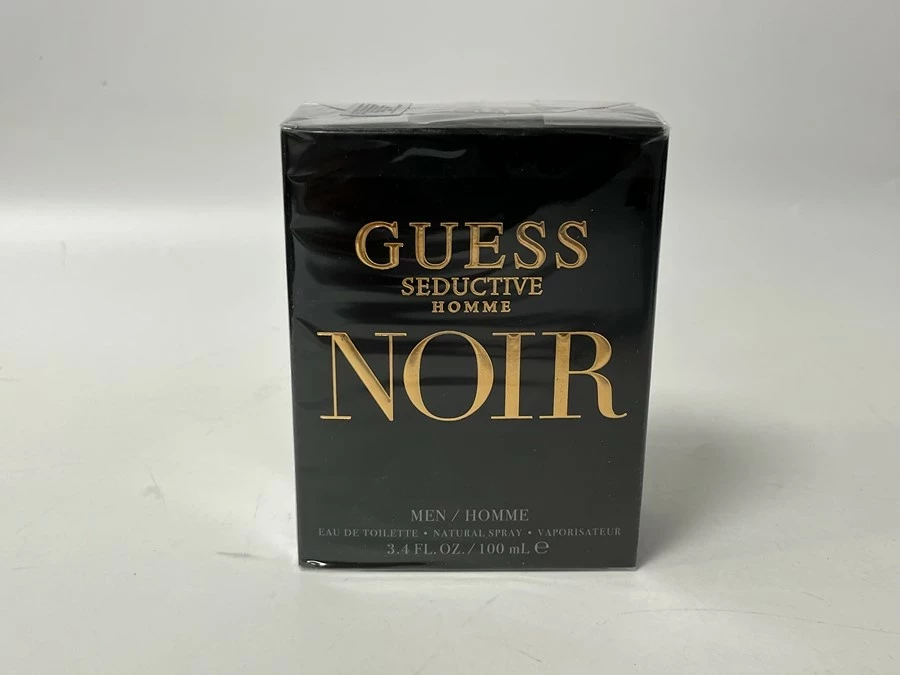 GUESS
SEDUCTIVE
HOMME
NOIR
MEN / HOMME
EAU DE TOILETTE • NATURAL SPRAY • VAPORISATEUR
3.4 FL. OZ. / 100 mL ℮